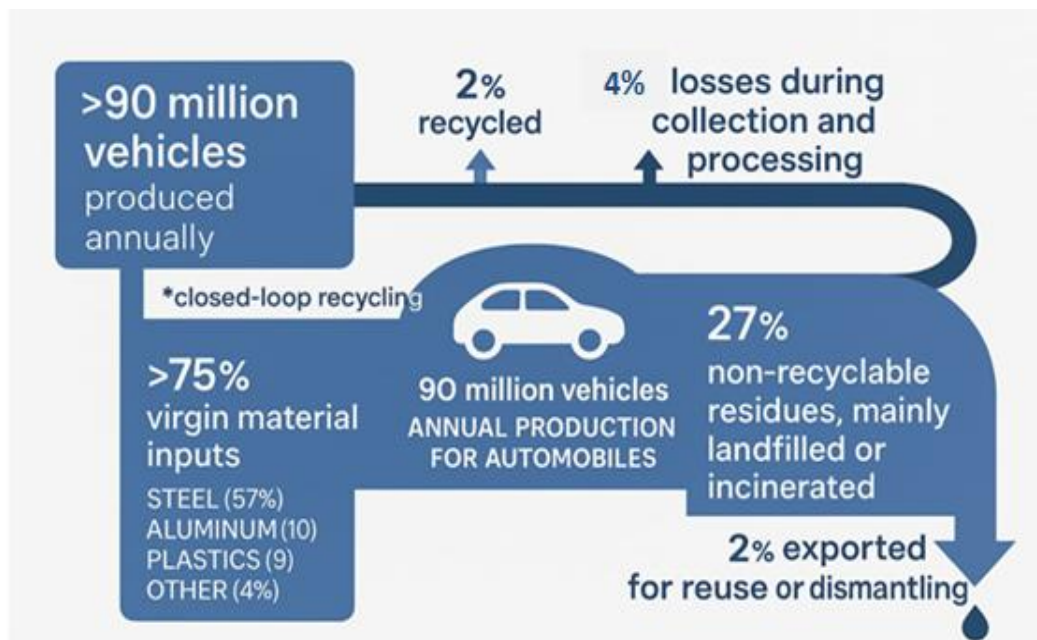 >90 million
vehicles
produced
annually
2%
recycled
4% losses during
collection and
processing
*closed-loop recycling
>75%
virgin material
inputs
STEEL (57%)
ALUMINUM (10)
PLASTICS (9)
OTHER (4%)
90 million vehicles
ANNUAL PRODUCTION
FOR AUTOMOBILES
27%
non-recyclable
residues, mainly
landfilled or
incinerated
2% exported
for reuse or dismantling